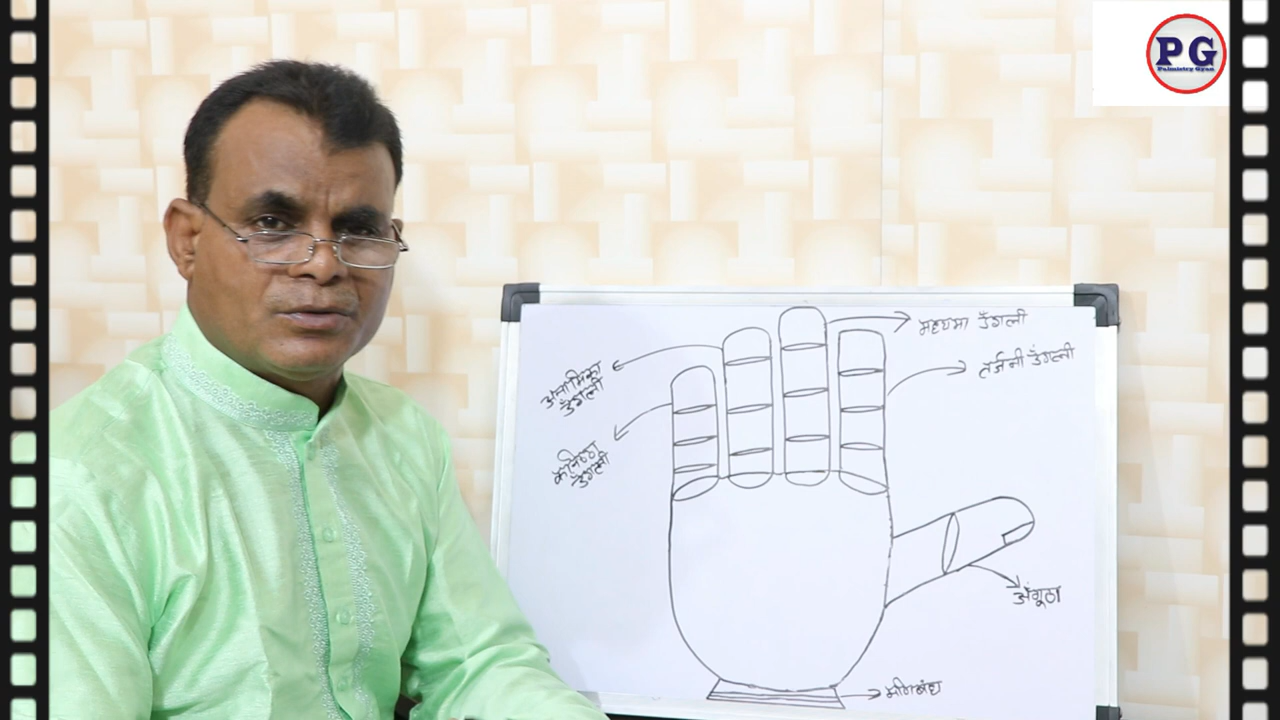 PG
Palmistry Gyan
मध्यमा उँगली
तर्जनी उँगली
अनामिका
उँगली
कनिष्ठा
उँगली
अँगूठा
मणिबंध